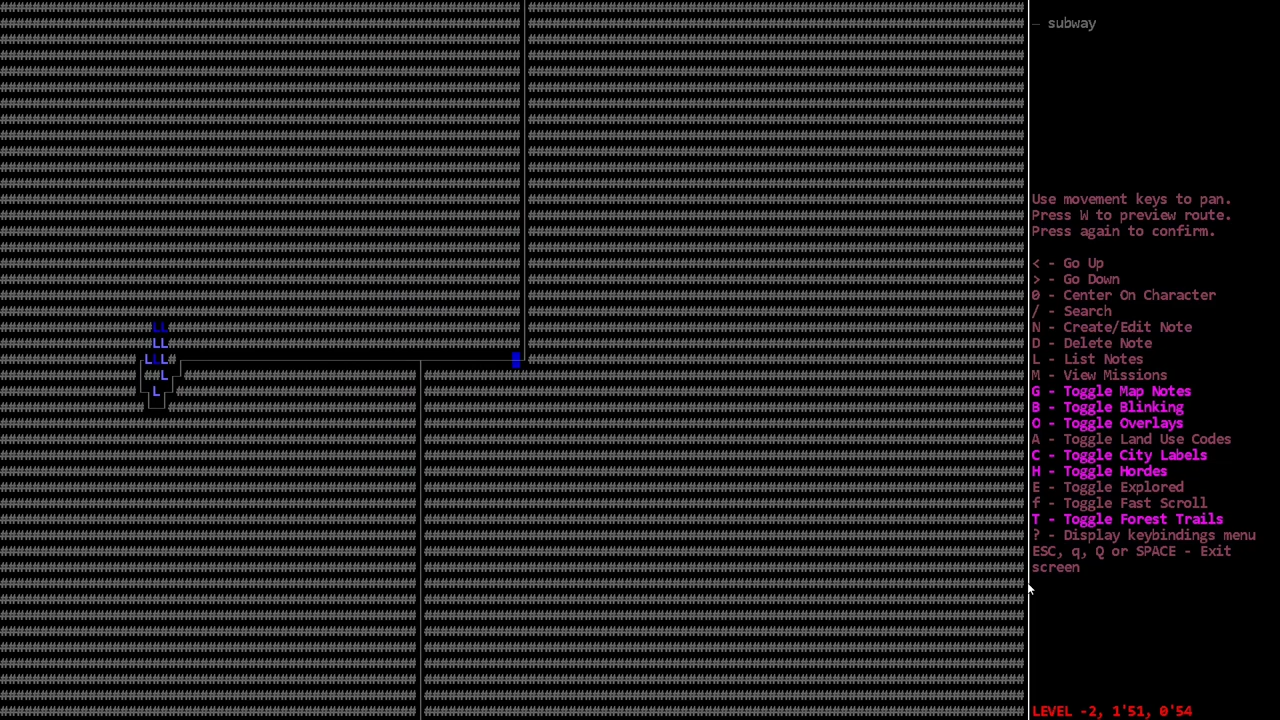 — subway
Use movement keys to pan.
Press W to preview route.
Press again to confirm.
< - Go Up
> - Go Down
0 - Center On Character
/ - Search
N - Create/Edit Note
D - Delete Note
L - List Notes
M - View Missions
G - Toggle Map Notes
B - Toggle Blinking
O - Toggle Overlays
A - Toggle Land Use Codes
C - Toggle City Labels
H - Toggle Hordes
E - Toggle Explored
f - Toggle Fast Scroll
T - Toggle Forest Trails
? - Display keybindings menu
ESC, q, Q or SPACE - Exit
screen
LEVEL -2, 1'51, 0'54